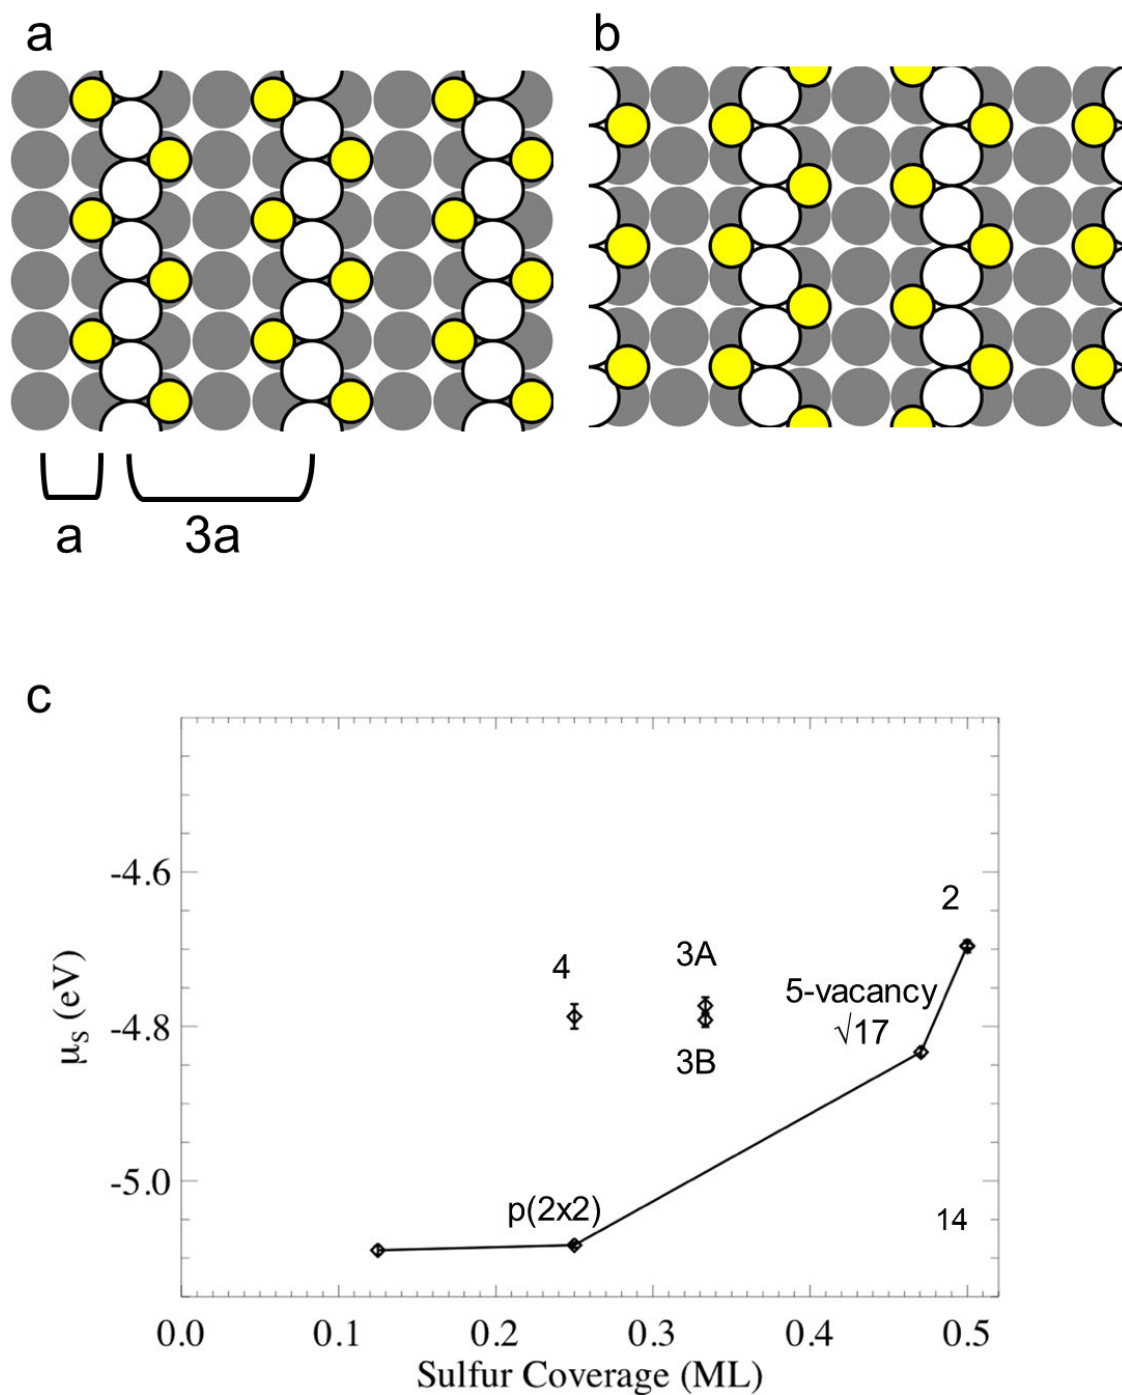 a
b
a
3a
c
-4.6
-4.8
-5.0
μS (eV)
2
3A
4
5-vacancy
√17
3B
p(2x2)
14
0.0 0.1 0.2 0.3 0.4 0.5
Sulfur Coverage (ML)